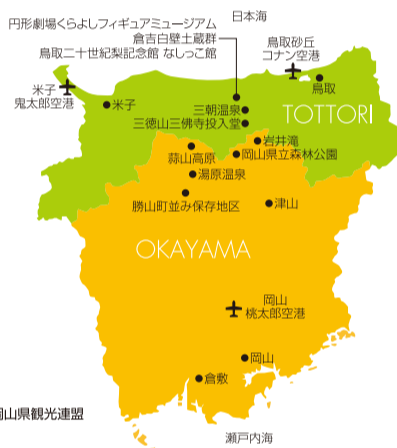 日本海
円形劇場くらよしフィギュアミュージアム
倉吉白壁土蔵群
鳥取二十世紀梨記念館 なしっこ館
鳥取砂丘
コナン空港
米子
鬼太郎空港
米子
鳥取
三朝温泉
三徳山三佛寺投入堂
TOTTORI
岩井滝
蒜山高原
岡山県立森林公園
湯原温泉
勝山町並み保存地区
津山
OKAYAMA
岡山
桃太郎空港
岡山
倉敷
岡山県観光連盟
瀬戸内海